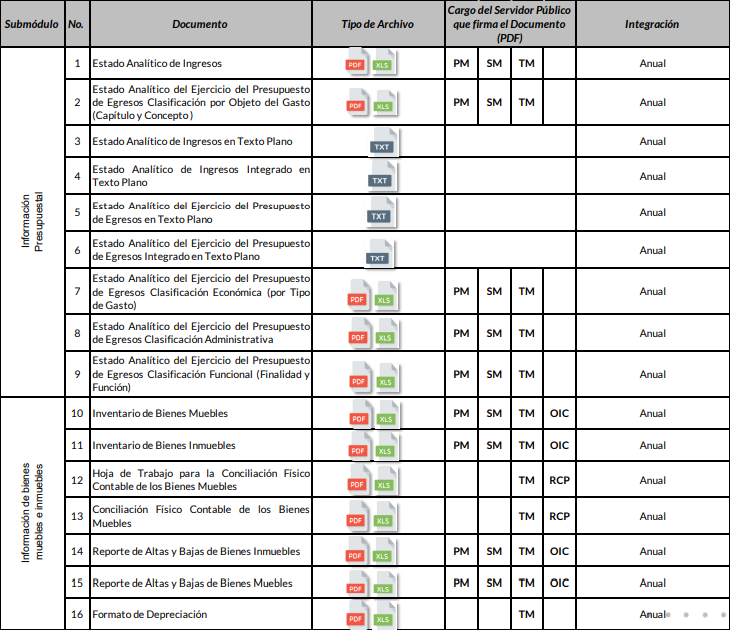 Submódulo No. Documento Tipo de Archivo Cargo del Servidor Público
que firma el Documento
(PDF) Integración
Información
Presupuestal
1 Estado Analítico de Ingresos PDF XLS PM SM TM Anual
2 Estado Analítico del Ejercicio del Presupuesto
de Egresos Clasificación por Objeto del Gasto
(Capítulo y Concepto) PDF XLS PM SM TM Anual
3 Estado Analítico de Ingresos en Texto Plano TXT Anual
4 Estado Analítico de Ingresos Integrado en
Texto Plano TXT Anual
5 Estado Analítico del Ejercicio del Presupuesto
de Egresos en Texto Plano TXT Anual
6 Estado Analítico del Ejercicio del Presupuesto
de Egresos Integrado en Texto Plano TXT Anual
7 Estado Analítico del Ejercicio del Presupuesto
de Egresos Clasificación Económica (por Tipo
de Gasto) PDF XLS PM SM TM Anual
8 Estado Analítico del Ejercicio del Presupuesto
de Egresos Clasificación Administrativa PDF XLS PM SM TM Anual
9 Estado Analítico del Ejercicio del Presupuesto
de Egresos Clasificación Funcional (Finalidad y
Función) PDF XLS PM SM TM Anual
Información de bienes
muebles e inmuebles
10 Inventario de Bienes Muebles PDF XLS PM SM TM OIC Anual
11 Inventario de Bienes Inmuebles PDF XLS PM SM TM OIC Anual
12 Hoja de Trabajo para la Conciliación Físico
Contable de los Bienes Muebles PDF XLS TM RCP Anual
13 Conciliación Físico Contable de los Bienes
Muebles PDF XLS TM RCP Anual
14 Reporte de Altas y Bajas de Bienes Inmuebles PDF XLS PM SM TM OIC Anual
15 Reporte de Altas y Bajas de Bienes Muebles PDF XLS PM SM TM OIC Anual
16 Formato de Depreciación PDF XLS TM Anual